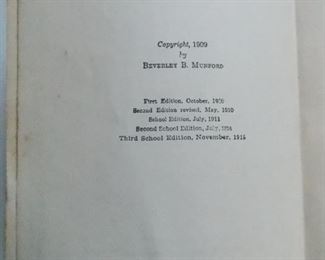 Copyright, 1909
by
BEVERLEY B. MUNFORD
First Edition, October, 1909
Second Edition revised, May, 1910
School Edition, July, 1911
Second School Edition, July, 1914
Third School Edition, November, 1915